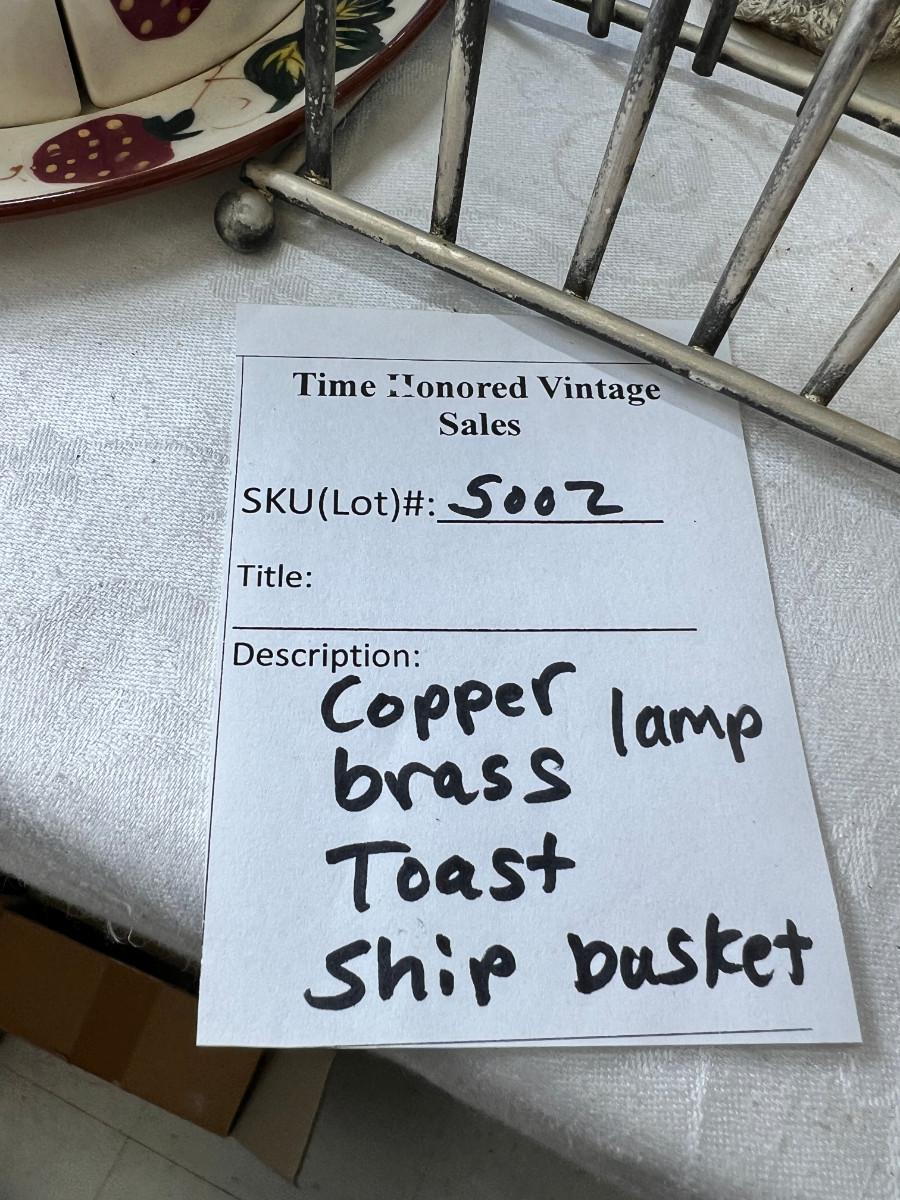 Time Honored Vintage
Sales
SKU(Lot)#: 5002
Title:
Description:
Copper lamp
brass
Toast
Ship basket